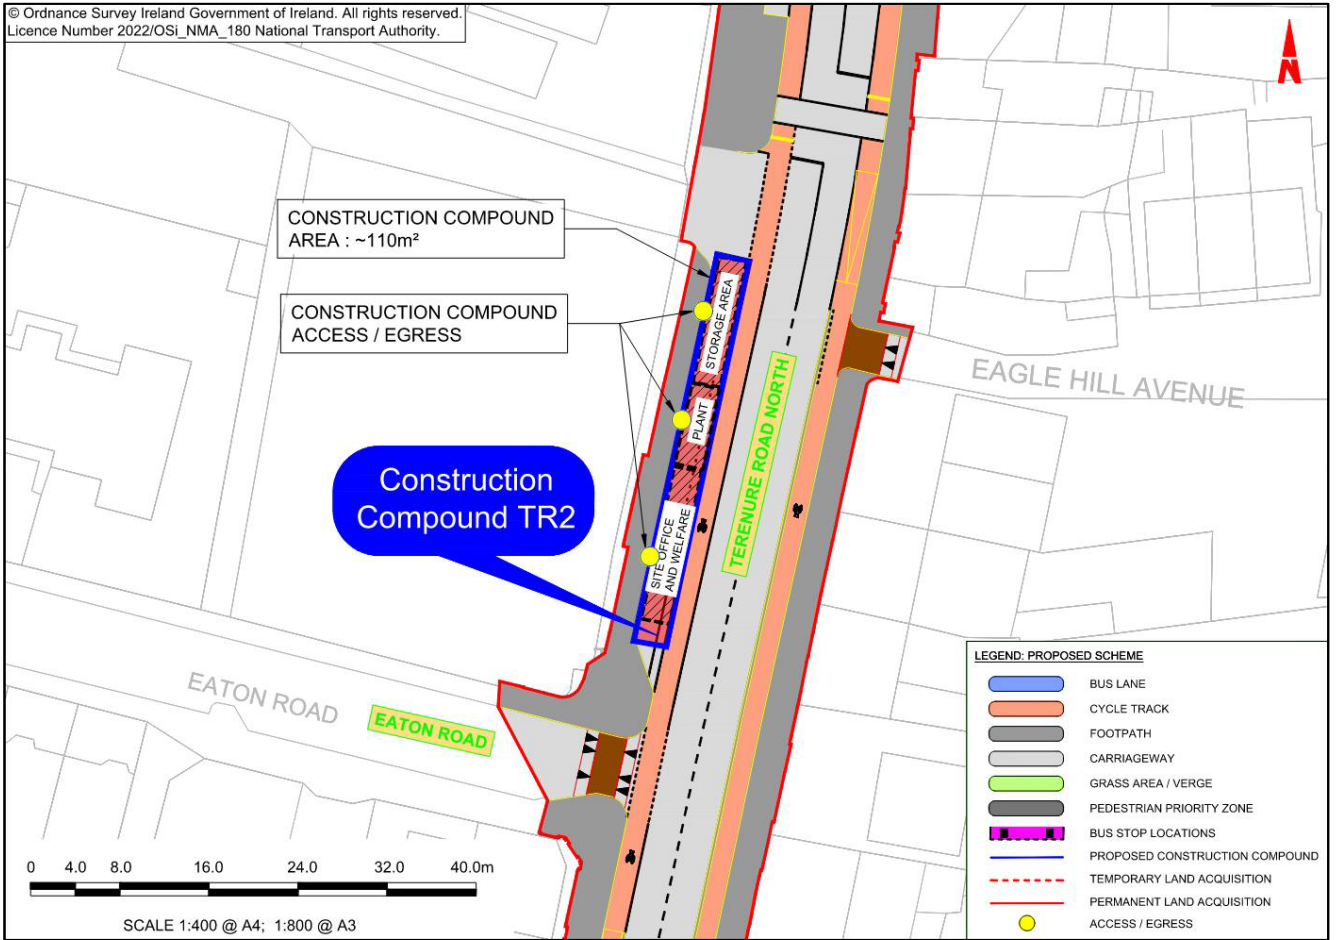 © Ordnance Survey Ireland Government of Ireland. All rights reserved.
Licence Number 2022/OSi_NMA_180 National Transport Authority.
N
CONSTRUCTION COMPOUND
AREA : ~110m²
CONSTRUCTION COMPOUND
ACCESS / EGRESS
STORAGE AREA
PLANT
SITE OFFICE
AND WELFARE
Construction
Compound TR2
TERENURE ROAD NORTH
EAGLE HILL AVENUE
EATON ROAD
EATON ROAD
0 4.0 8.0 16.0 24.0 32.0 40.0m
SCALE 1:400 @ A4; 1:800 @ A3
LEGEND: PROPOSED SCHEME
BUS LANE
CYCLE TRACK
FOOTPATH
CARRIAGEWAY
GRASS AREA / VERGE
PEDESTRIAN PRIORITY ZONE
BUS STOP LOCATIONS
PROPOSED CONSTRUCTION COMPOUND
TEMPORARY LAND ACQUISITION
PERMANENT LAND ACQUISITION
ACCESS / EGRESS